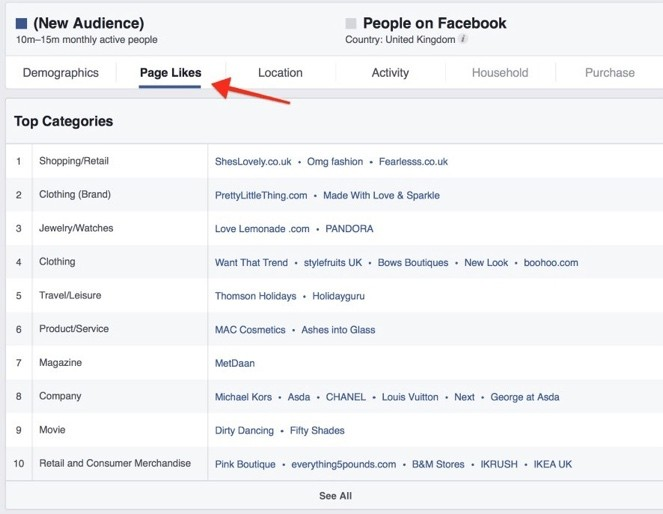 (New Audience)
10m–15m monthly active people
People on Facebook
Country: United Kingdom i
Demographics Page Likes Location Activity Household Purchase
Top Categories
1 Shopping/Retail ShesLovely.co.uk • Omg fashion • Fearlesss.co.uk
2 Clothing (Brand) PrettyLittleThing.com • Made With Love & Sparkle
3 Jewelry/Watches Love Lemonade .com • PANDORA
4 Clothing Want That Trend • stylefruits UK • Bows Boutiques • New Look • boohoo.com
5 Travel/Leisure Thomson Holidays • Holidayguru
6 Product/Service MAC Cosmetics • Ashes into Glass
7 Magazine MetDaan
8 Company Michael Kors • Asda • CHANEL • Louis Vuitton • Next • George at Asda
9 Movie Dirty Dancing • Fifty Shades
10 Retail and Consumer Merchandise Pink Boutique • everything5pounds.com • B&M Stores • IKRUSH • IKEA UK
See All